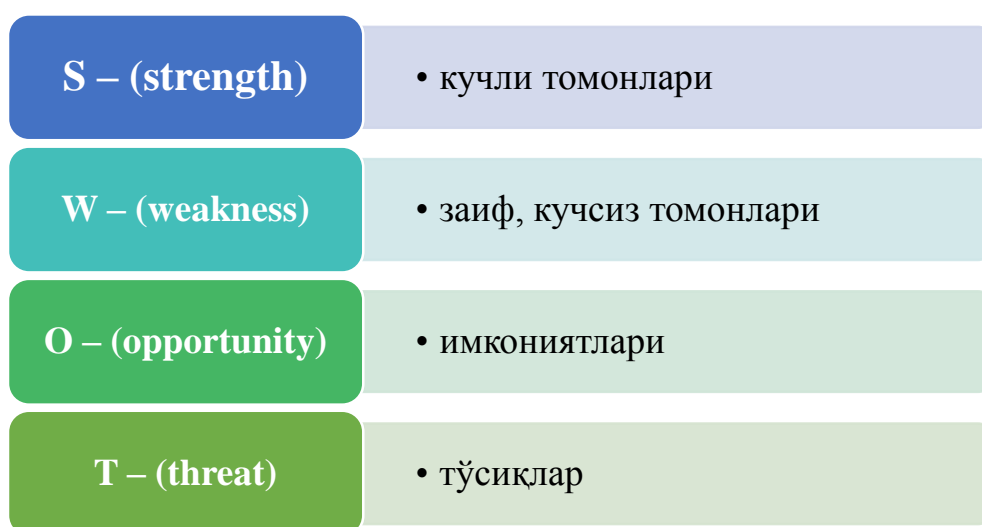 S – (strength)
• кучли томонлари
W – (weakness)
• заиф, кучсиз томонлари
O – (opportunity)
• имкониятлари
T – (threat)
• тўсиқлар